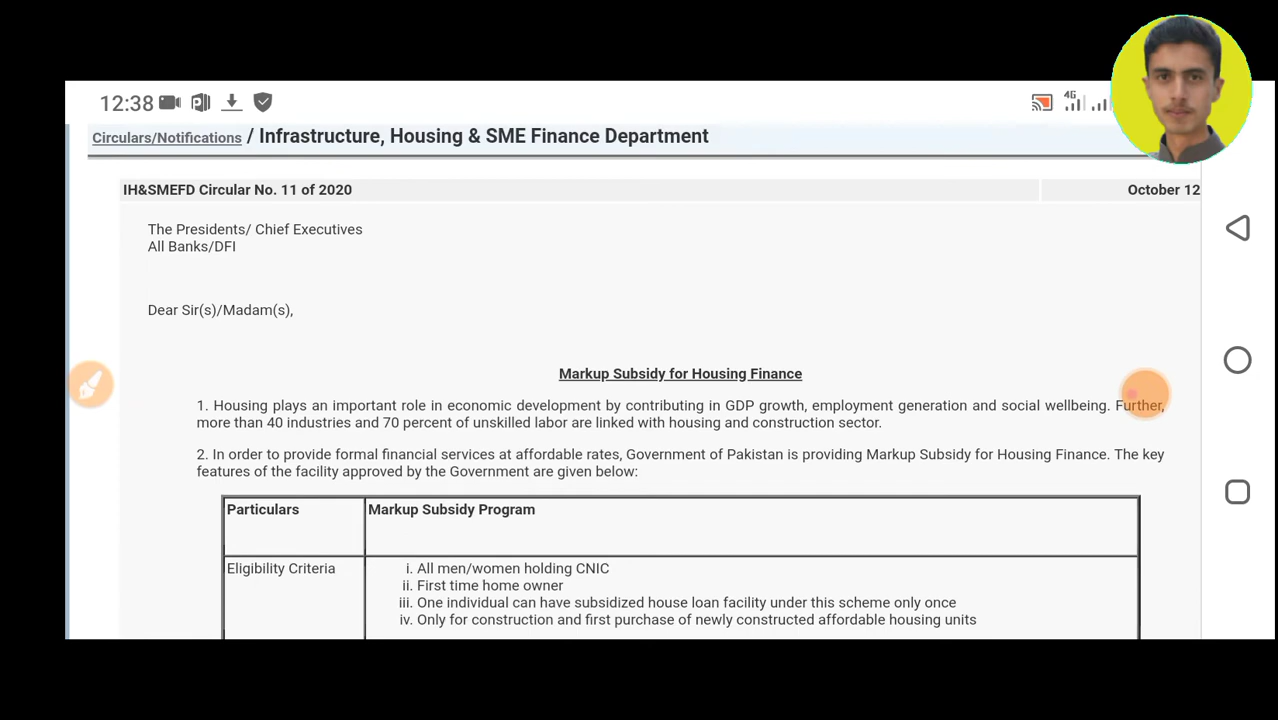 12:38
4G
Circulars/Notifications / Infrastructure, Housing & SME Finance Department
IH&SMEFD Circular No. 11 of 2020
October 12
The Presidents/ Chief Executives
All Banks/DFI
Dear Sir(s)/Madam(s),
Markup Subsidy for Housing Finance
1. Housing plays an important role in economic development by contributing in GDP growth, employment generation and social wellbeing. Further,
more than 40 industries and 70 percent of unskilled labor are linked with housing and construction sector.
2. In order to provide formal financial services at affordable rates, Government of Pakistan is providing Markup Subsidy for Housing Finance. The key
features of the facility approved by the Government are given below:
Particulars
Markup Subsidy Program
Eligibility Criteria
i. All men/women holding CNIC
ii. First time home owner
iii. One individual can have subsidized house loan facility under this scheme only once
iv. Only for construction and first purchase of newly constructed affordable housing units